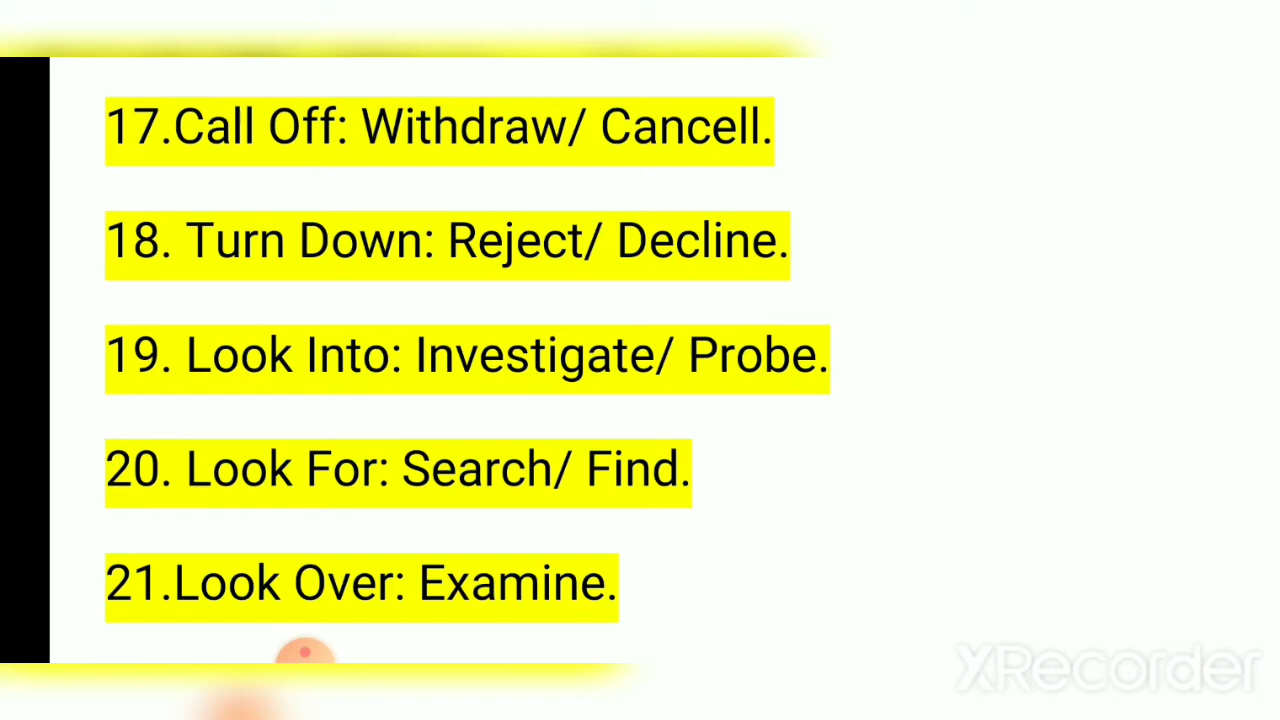 17.Call Off: Withdraw/ Cancell.
18. Turn Down: Reject/ Decline.
19. Look Into: Investigate/ Probe.
20. Look For: Search/ Find.
21.Look Over: Examine.
XRecorder